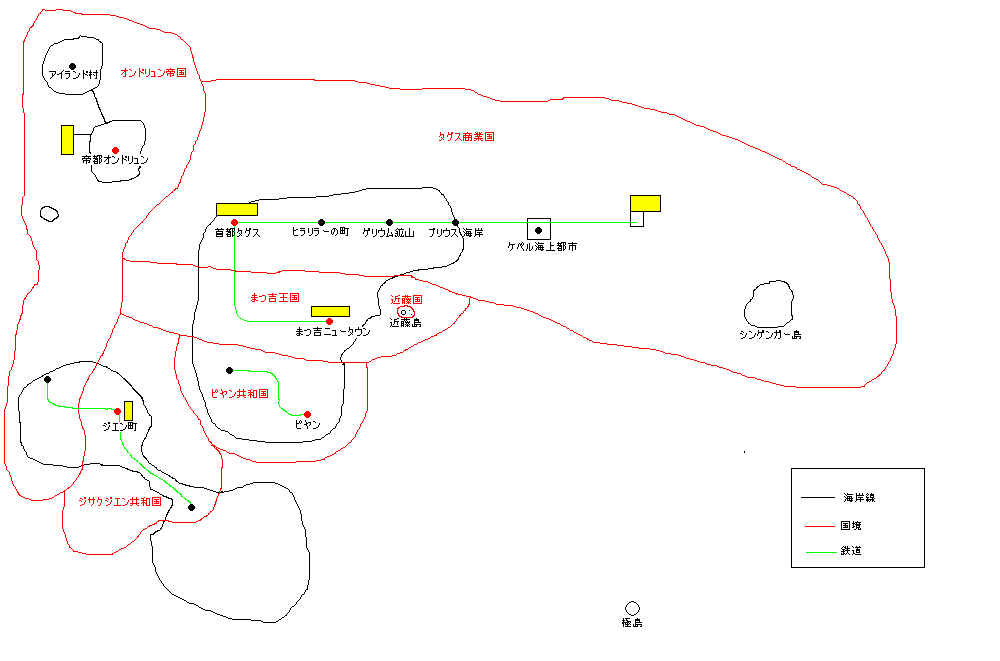 アイランド村
オンドリュン帝国
タグス商業国
帝都オンドリュン
首都タグス
ヒラリラーの町
ゲリウム鉱山
プリウス海岸
ケペル海上都市
まつ吉王国
近藤国
近藤島
まつ吉ニュータウン
シンゲンガー島
ピヤン共和国
ピヤン
ジエン町
ジサケジエン共和国
海岸線
国境
鉄道
極島